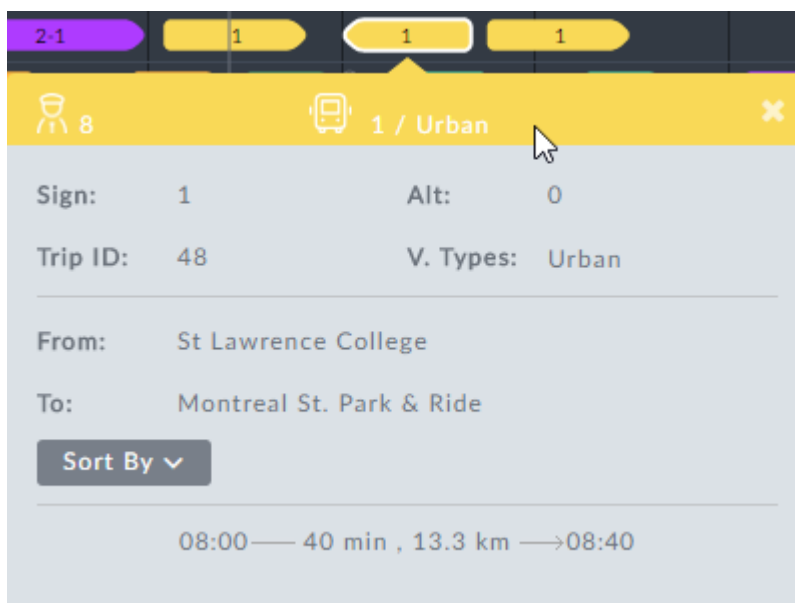 2-1 1 1 1
8 1 / Urban
Sign: 1 Alt: 0
Trip ID: 48 V. Types: Urban
From: St Lawrence College
To: Montreal St. Park & Ride
Sort By
08:00 40 min , 13.3 km 08:40